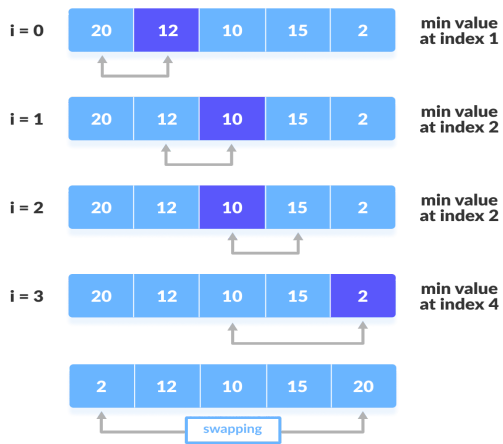 i = 0 20 12 10 15 2 min value
at index 1
i = 1 20 12 10 15 2 min value
at index 2
i = 2 20 12 10 15 2 min value
at index 2
i = 3 20 12 10 15 2 min value
at index 4
2 12 10 15 20
swapping